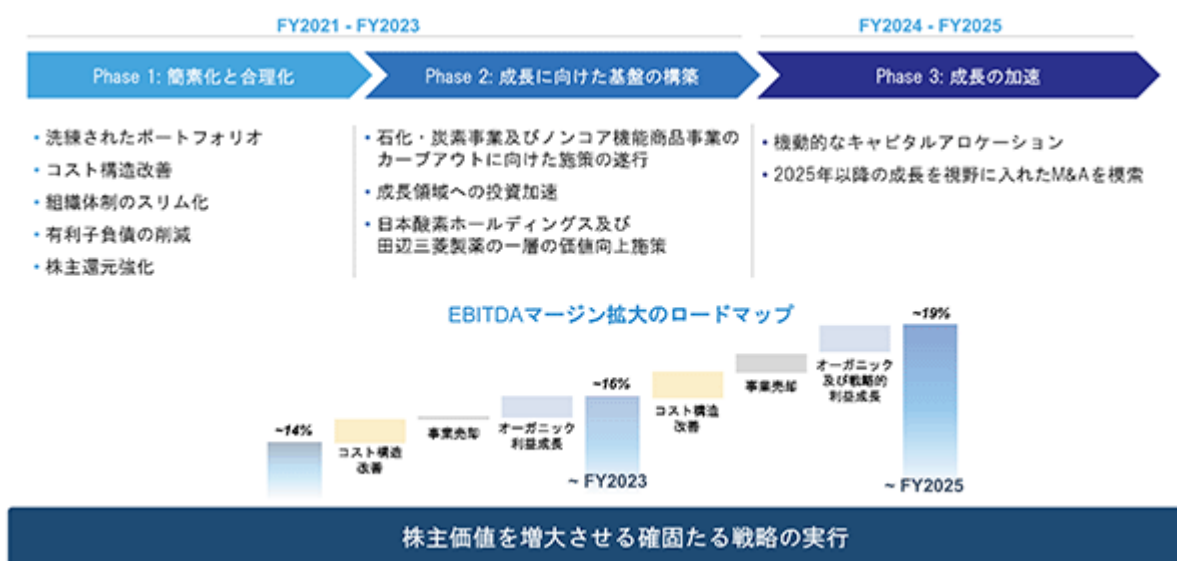 FY2021 - FY2023
FY2024 - FY2025
Phase 1: 簡素化と合理化
Phase 2: 成長に向けた基盤の構築
Phase 3: 成長の加速
・洗練されたポートフォリオ
・コスト構造改善
・組織体制のスリム化
・有利子負債の削減
・株主還元強化
・石化・炭素事業及びノンコア機能商品事業の
カーブアウトに向けた施策の遂行
・成長領域への投資加速
・日本酸素ホールディングス及び
田辺三菱製薬の一層の価値向上施策
・機動的なキャピタルアロケーション
・2025年以降の成長を視野に入れたM&Aを模索
EBITDAマージン拡大のロードマップ
~14%
コスト構造
改善
事業売却
オーガニック
利益成長
~16%
~ FY2023
コスト構造
改善
事業売却
オーガニック
及び戦略的
利益成長
~19%
~ FY2025
株主価値を増大させる確固たる戦略の実行